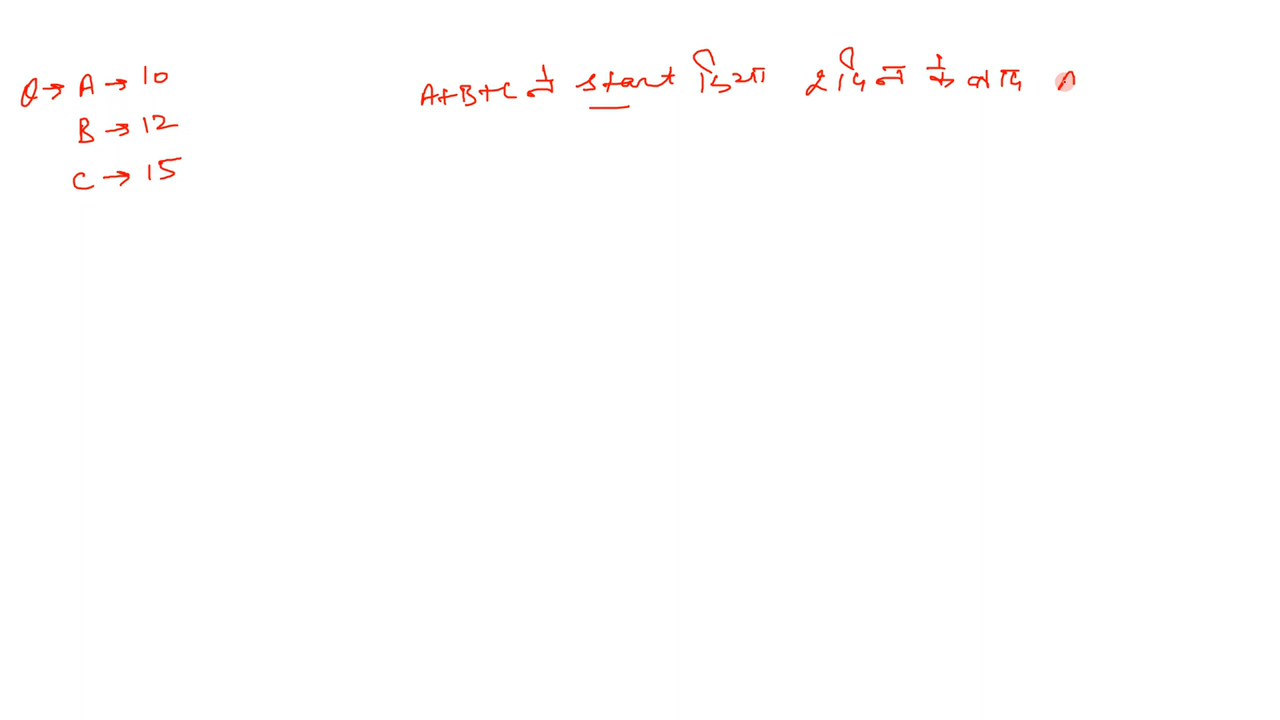 Q → A → 10 A+B+C ने start किया 2 दिन के बाद A
B → 12
C → 15